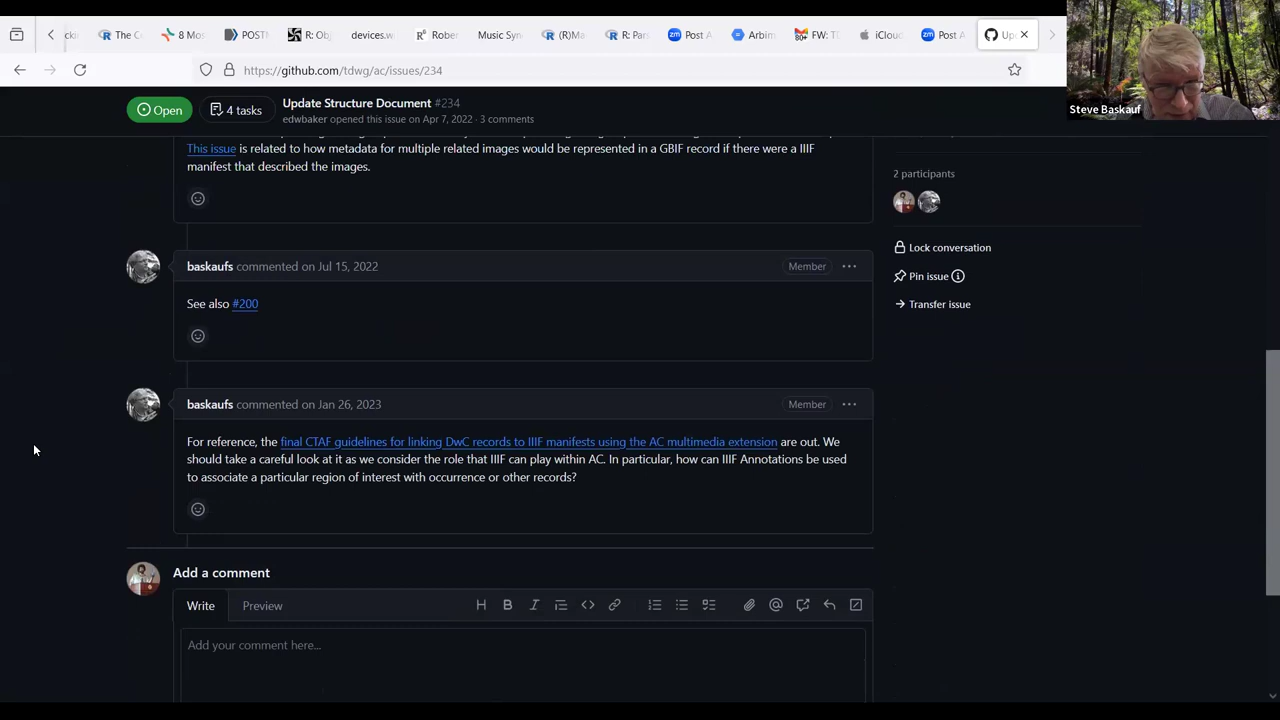 The C
8 Mos
POSTN
R: Obj
devices.w
Rober
Music Syn
(R)Ma
R: Pars
Post A
Arbim
FW: TD
iCloud
Post A
https://github.com/tdwg/ac/issues/234
Steve Baskauf
Open
4 tasks
Update Structure Document #234
edwbaker opened this issue on Apr 7, 2022 · 3 comments
This issue is related to how metadata for multiple related images would be represented in a GBIF record if there were a IIIF
manifest that described the images.
2 participants
Lock conversation
Pin issue
Transfer issue
baskaufs commented on Jul 15, 2022
Member
See also #200
baskaufs commented on Jan 26, 2023
Member
For reference, the final CTAF guidelines for linking DwC records to IIIF manifests using the AC multimedia extension are out. We
should take a careful look at it as we consider the role that IIIF can play within AC. In particular, how can IIIF Annotations be used
to associate a particular region of interest with occurrence or other records?
Add a comment
Write
Preview
Add your comment here...